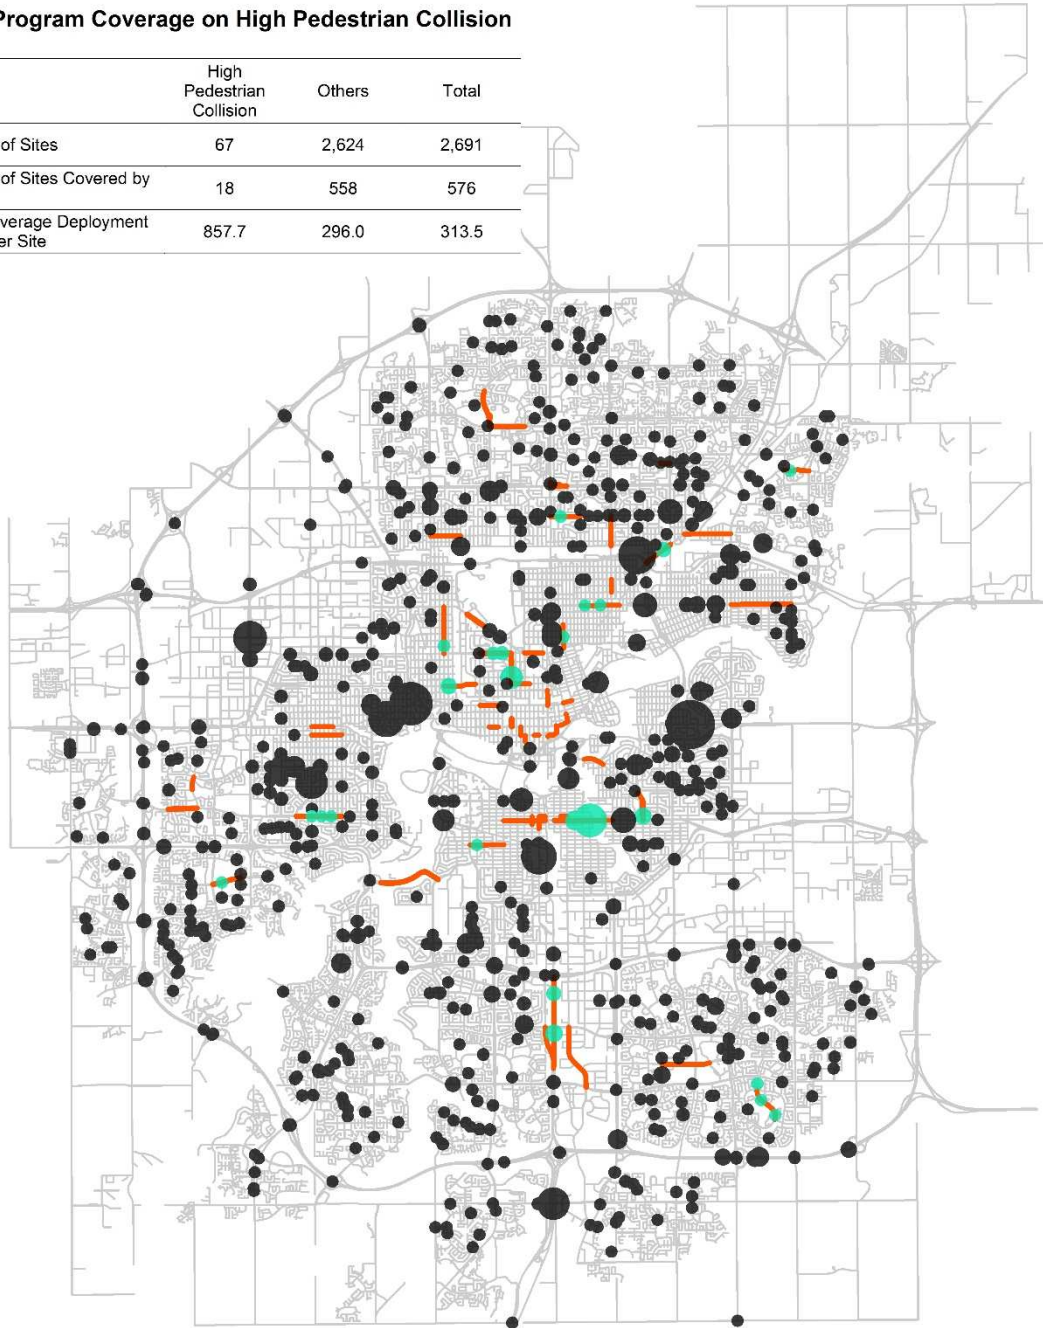 Program Coverage on High Pedestrian Collision
High
Pedestrian
Collision
Others
Total
of Sites
67
2,624
2,691
of Sites Covered by
18
558
576
verage Deployment
er Site
857.7
296.0
313.5